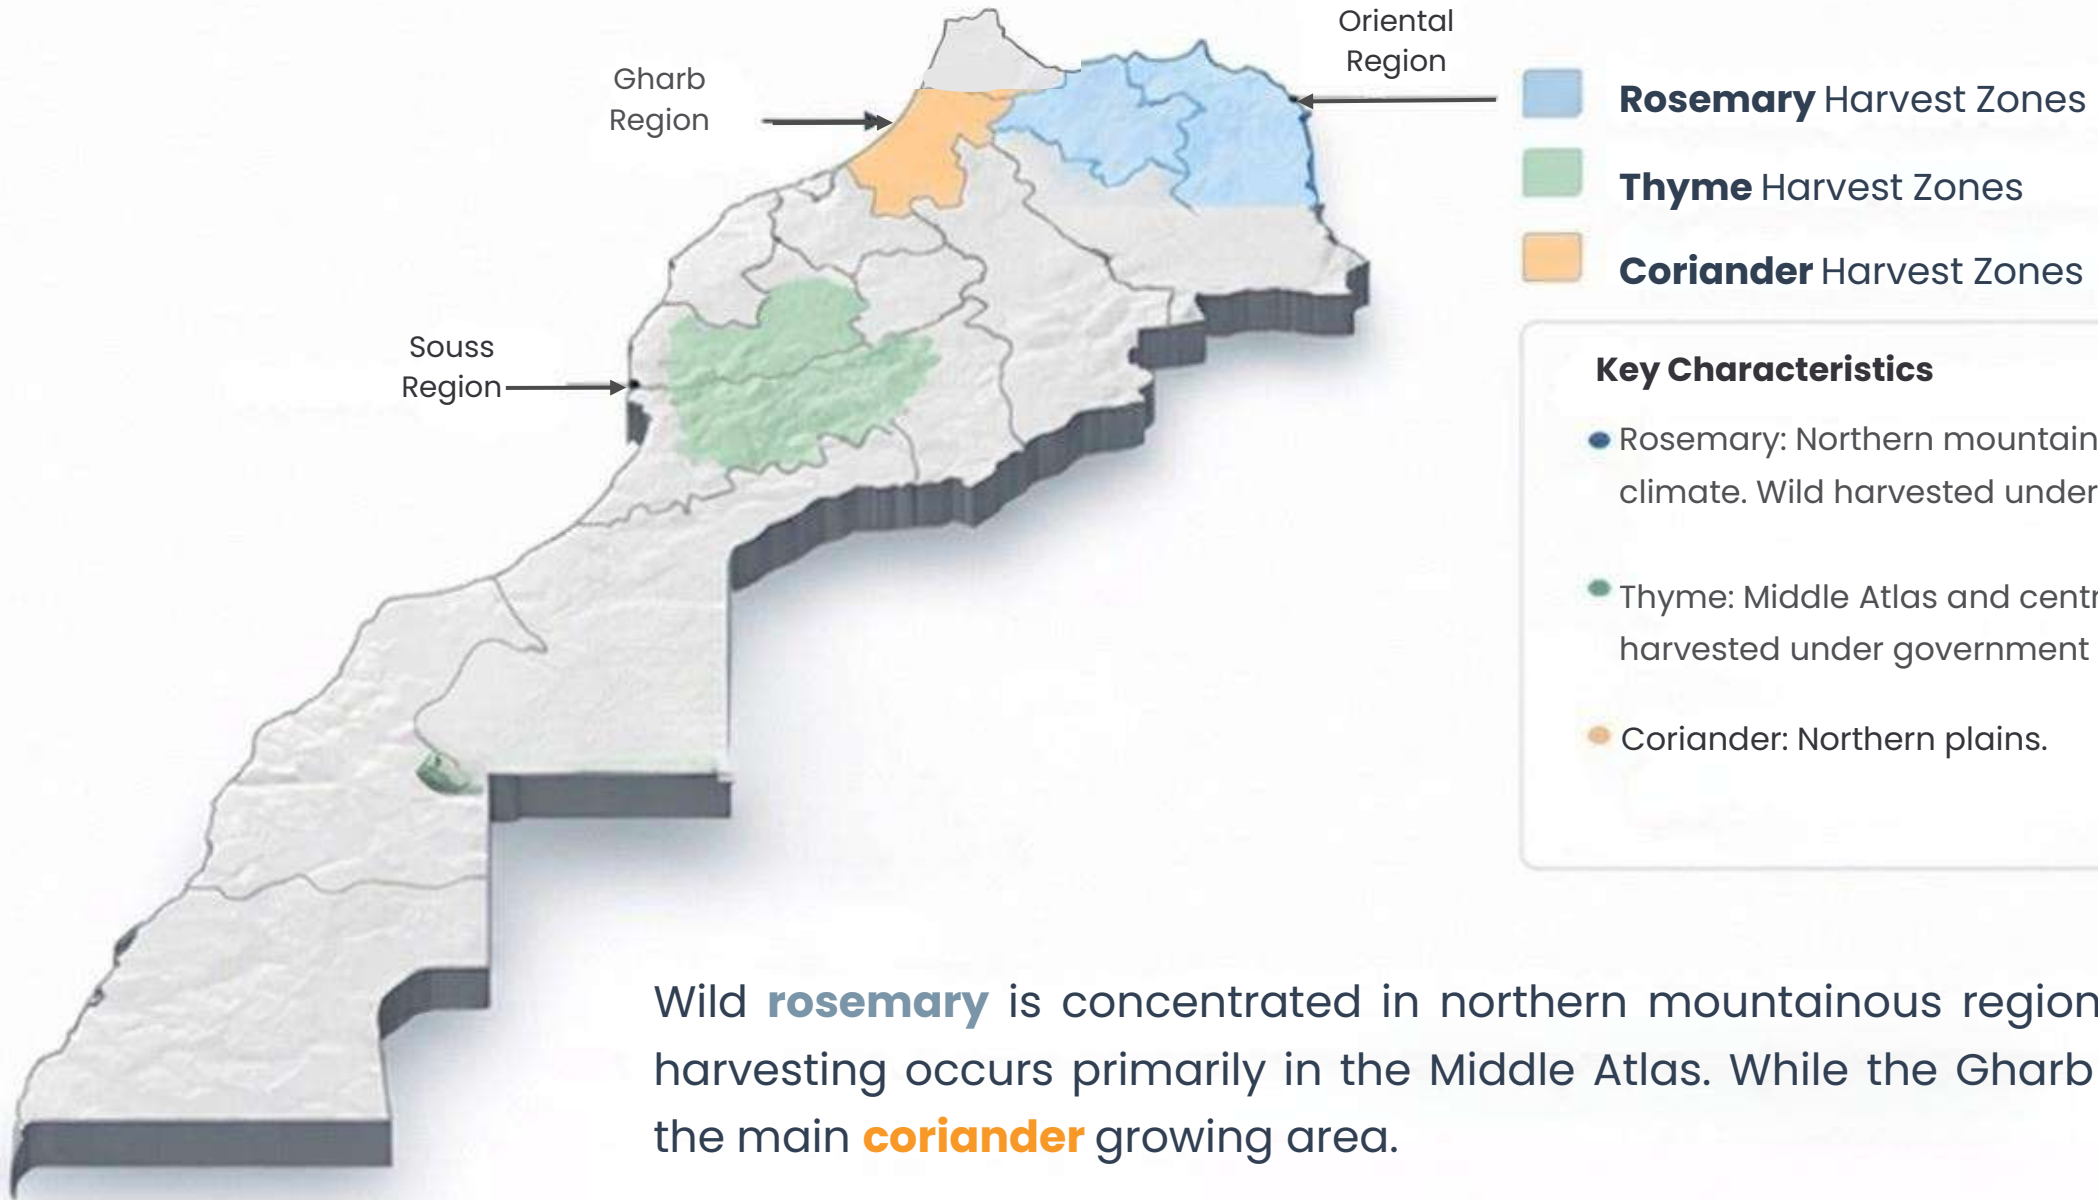 Oriental
Region
Gharb
Region
Souss
Region
Rosemary Harvest Zones
Thyme Harvest Zones
Coriander Harvest Zones
Key Characteristics
Rosemary: Northern mountain
climate. Wild harvested under
Thyme: Middle Atlas and centr
harvested under government
Coriander: Northern plains.
Wild rosemary is concentrated in northern mountainous region
harvesting occurs primarily in the Middle Atlas. While the Gharb
the main coriander growing area.